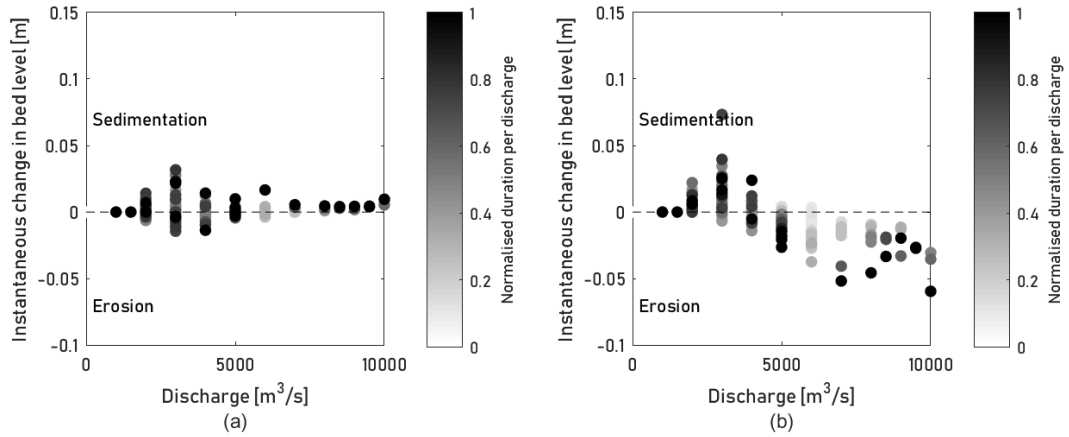 0.15
0.1
0.05
0
−0.05
−0.1
Instantaneous change in bed level [m]
Sedimentation
Erosion
0
5000
10000
Discharge [m³/s]
(a)
1
0.8
0.6
0.4
0.2
0
Normalised duration per discharge
0.15
0.1
0.05
0
−0.05
−0.1
Instantaneous change in bed level [m]
Sedimentation
Erosion
0
5000
10000
Discharge [m³/s]
(b)
1
0.8
0.6
0.4
0.2
0
Normalised duration per discharge